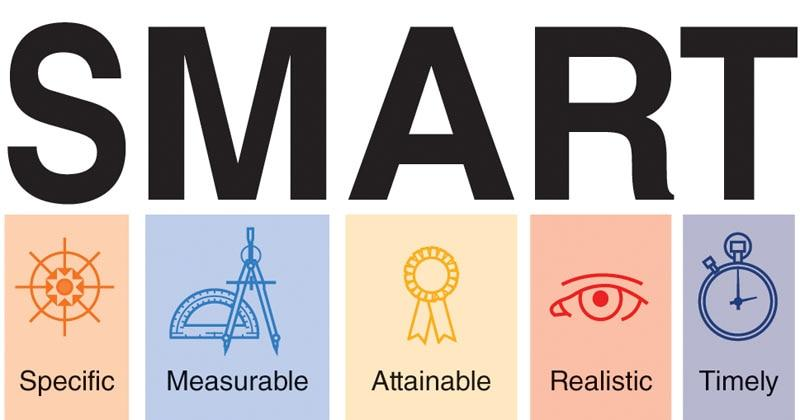 SMART
Specific Measurable Attainable Realistic Timely